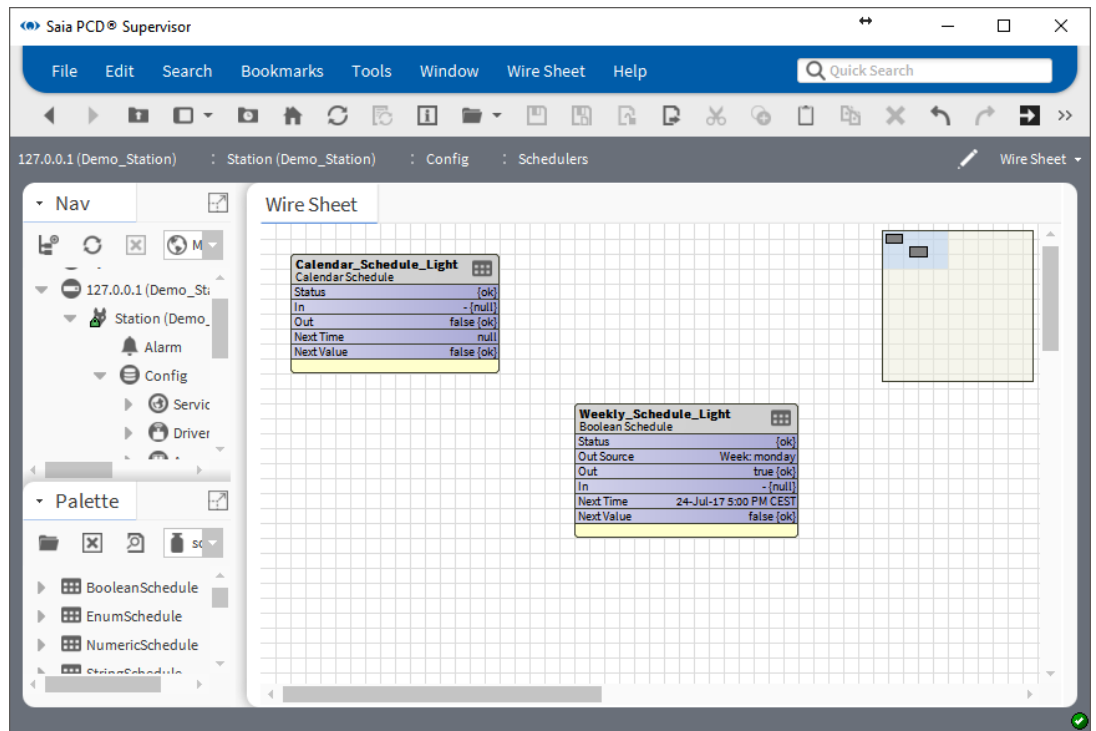 Saia PCD® Supervisor
File Edit Search Bookmarks Tools Window Wire Sheet Help Quick Search
127.0.0.1 (Demo_Station) : Station (Demo_Station) : Config : Schedulers Wire Sheet
Nav
M
127.0.0.1 (Demo_Sta
Station (Demo_
Alarm
Config
Servic
Driver
Palette
BooleanSchedule
EnumSchedule
NumericSchedule
StringSchedule
Wire Sheet
Calendar_Schedule_Light
Calendar Schedule
Status {ok}
In - {null}
Out false {ok}
Next Time null
Next Value false {ok}
Weekly_Schedule_Light
Boolean Schedule
Status {ok}
Out Source Week: monday
Out true {ok}
In - {null}
Next Time 24-Jul-17 5:00 PM CEST
Next Value false {ok}